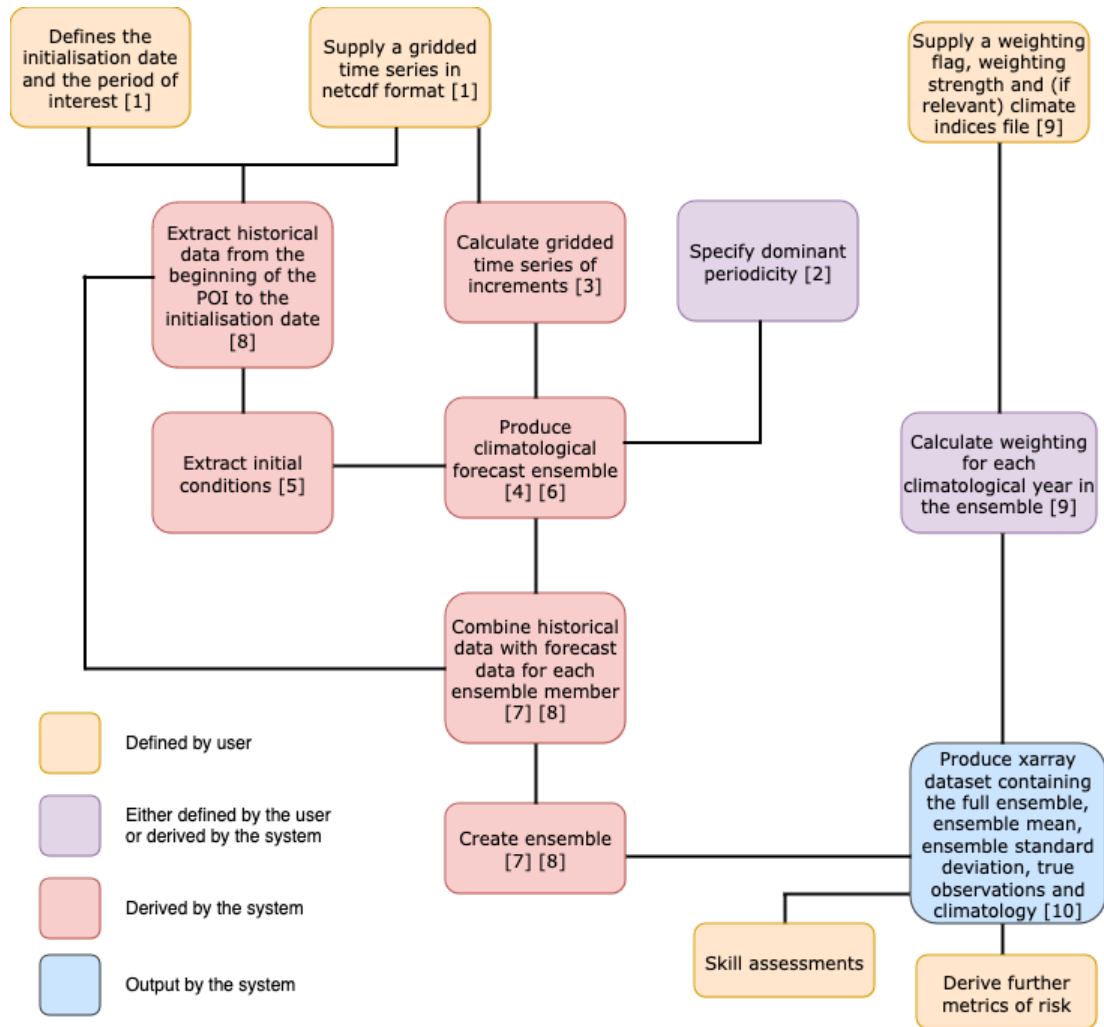 Defines the
initialisation date
and the period of
interest [1]
Supply a gridded
time series in
netcdf format [1]
Supply a weighting
flag, weighting
strength and (if
relevant) climate
indices file [9]
Extract historical
data from the
beginning of the
POI to the
initialisation date
[8]
Calculate gridded
time series of
increments [3]
Specify dominant
periodicity [2]
Extract initial
conditions [5]
Produce
climatological
forecast ensemble
[4] [6]
Calculate weighting
for each
climatological year in
the ensemble [9]
Combine historical
data with forecast
data for each
ensemble member
[7] [8]
Create ensemble
[7] [8]
Produce xarray
dataset containing
the full ensemble,
ensemble mean,
ensemble standard
deviation, true
observations and
climatology [10]
Skill assessments
Derive further
metrics of risk
Defined by user
Either defined by the user
or derived by the system
Derived by the system
Output by the system